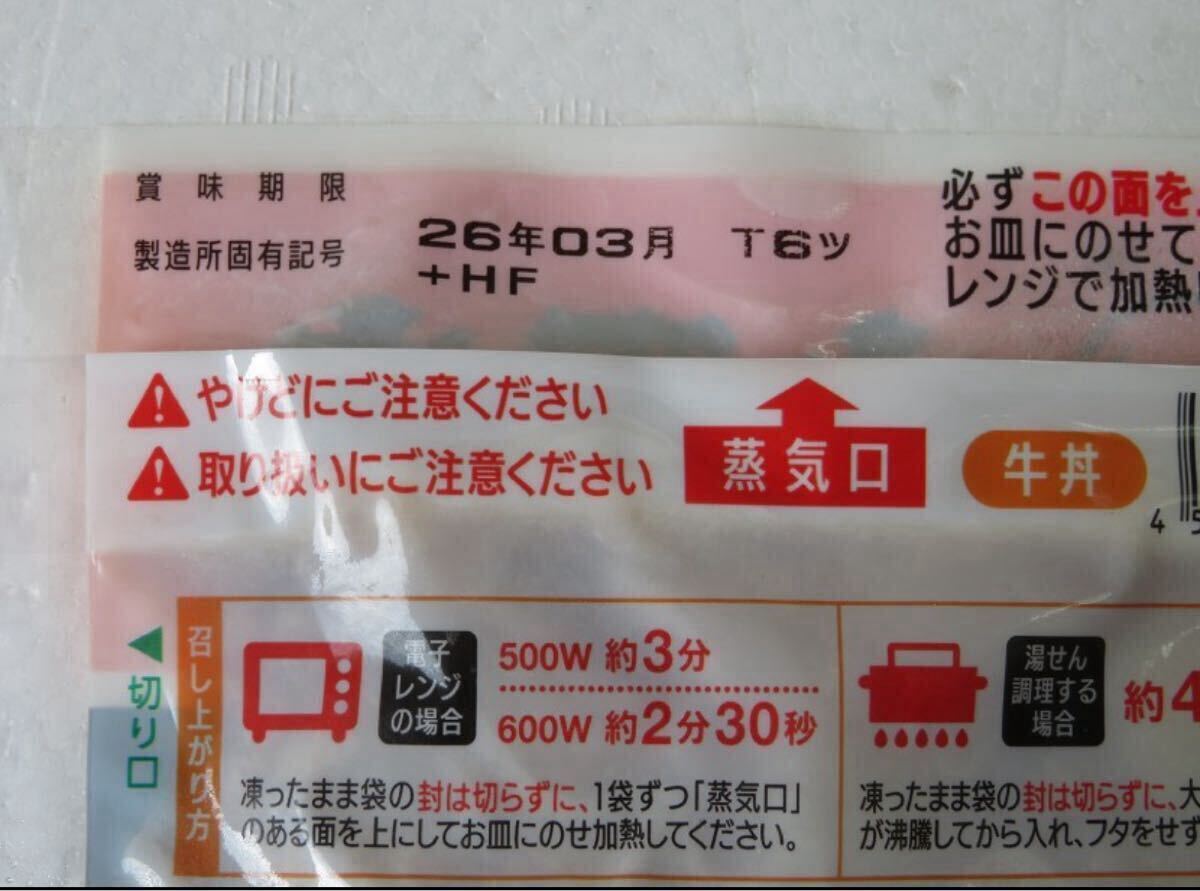 賞味期限
製造所固有記号
26年03月 T6ツ
+HF
必ずこの面を
お皿にのせて
レンジで加熱
やけどにご注意ください
取り扱いにご注意ください
蒸気口
牛丼
4
切り口
召し上がり方
電子
レンジ
の場合
500W 約3分
600W 約2分30秒
凍ったまま袋の封は切らずに、1袋ずつ「蒸気口」
のある面を上にしてお皿にのせ加熱してください。
湯せん
調理する
場合
約4
凍ったまま袋の封は切らずに、大
が沸騰してから入れ、フタをせず